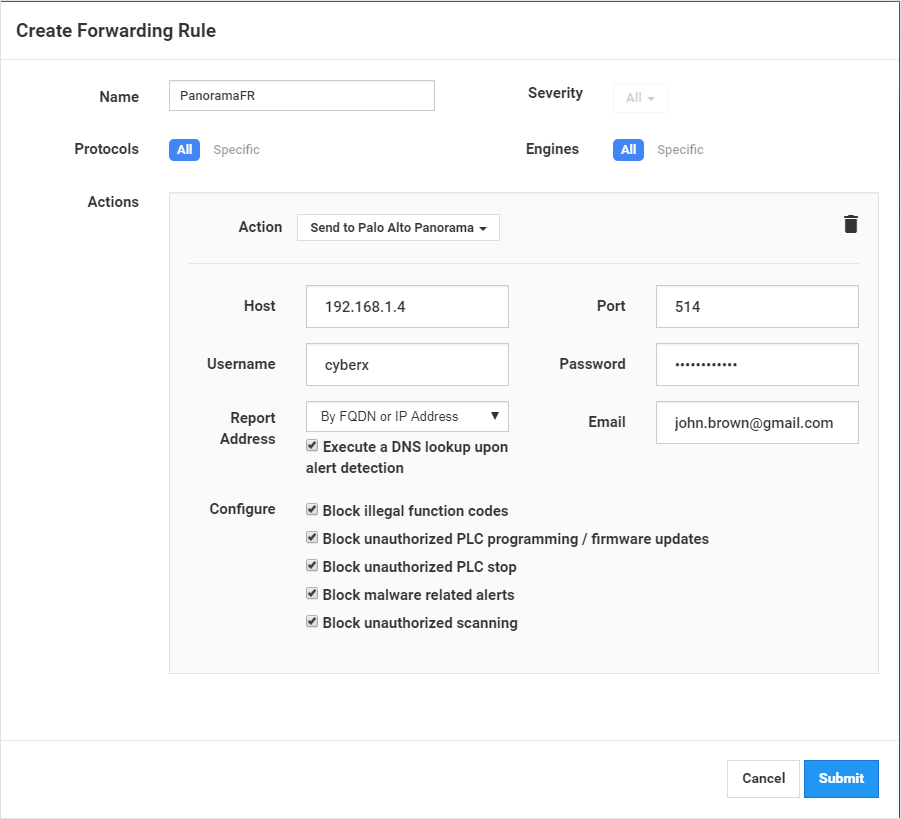 Create Forwarding Rule
Name PanoramaFR Severity All
Protocols All Specific Engines All Specific
Actions
Action Send to Palo Alto Panorama
Host 192.168.1.4 Port 514
Username cyberx Password ••••••••••••
Report Address By FQDN or IP Address Email john.brown@gmail.com
Execute a DNS lookup upon
alert detection
Configure Block illegal function codes
Block unauthorized PLC programming / firmware updates
Block unauthorized PLC stop
Block malware related alerts
Block unauthorized scanning
Cancel Submit